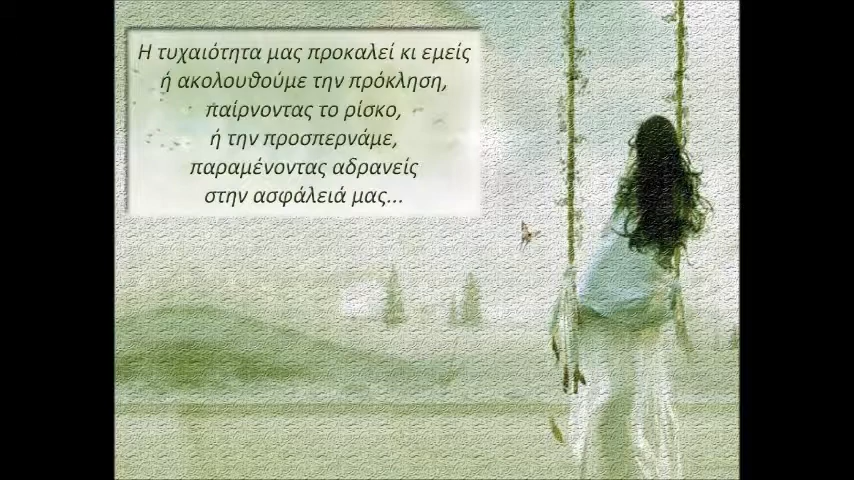 Η τυχαιότητα μας προκαλεί κι εμείς
ή ακολουθούμε την πρόκληση,
παίρνοντας το ρίσκο,
ή την προσπερνάμε,
παραμένοντας αδρανείς
στην ασφάλειά μας...